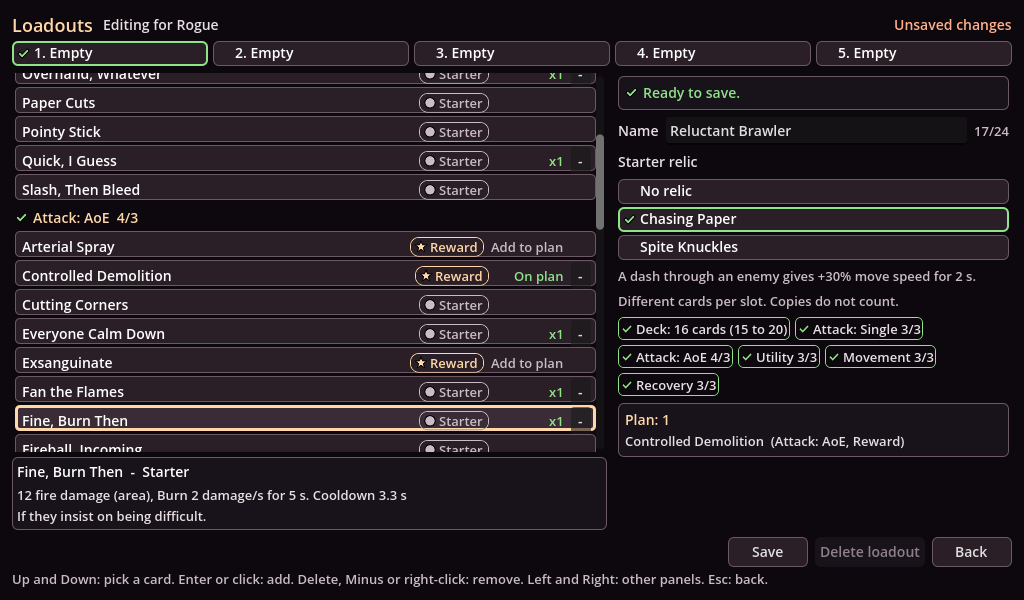 Loadouts Editing for Rogue Unsaved changes
1. Empty 2. Empty 3. Empty 4. Empty 5. Empty
Overhand, Whatever Starter x1 -
Paper Cuts Starter
Pointy Stick Starter
Quick, I Guess Starter x1 -
Slash, Then Bleed Starter
Attack: AoE 4/3
Arterial Spray Reward Add to plan
Controlled Demolition Reward On plan -
Cutting Corners Starter
Everyone Calm Down Starter x1 -
Exsanguinate Reward Add to plan
Fan the Flames Starter x1 -
Fine, Burn Then Starter x1 -
Fireball, Incoming Starter
Fine, Burn Then - Starter
12 fire damage (area), Burn 2 damage/s for 5 s. Cooldown 3.3 s
If they insist on being difficult.
Ready to save.
Name Reluctant Brawler 17/24
Starter relic
No relic
Chasing Paper
Spite Knuckles
A dash through an enemy gives +30% move speed for 2 s.
Different cards per slot. Copies do not count.
Deck: 16 cards (15 to 20) Attack: Single 3/3
Attack: AoE 4/3 Utility 3/3 Movement 3/3
Recovery 3/3
Plan: 1
Controlled Demolition (Attack: AoE, Reward)
Save Delete loadout Back
Up and Down: pick a card. Enter or click: add. Delete, Minus or right-click: remove. Left and Right: other panels. Esc: back.